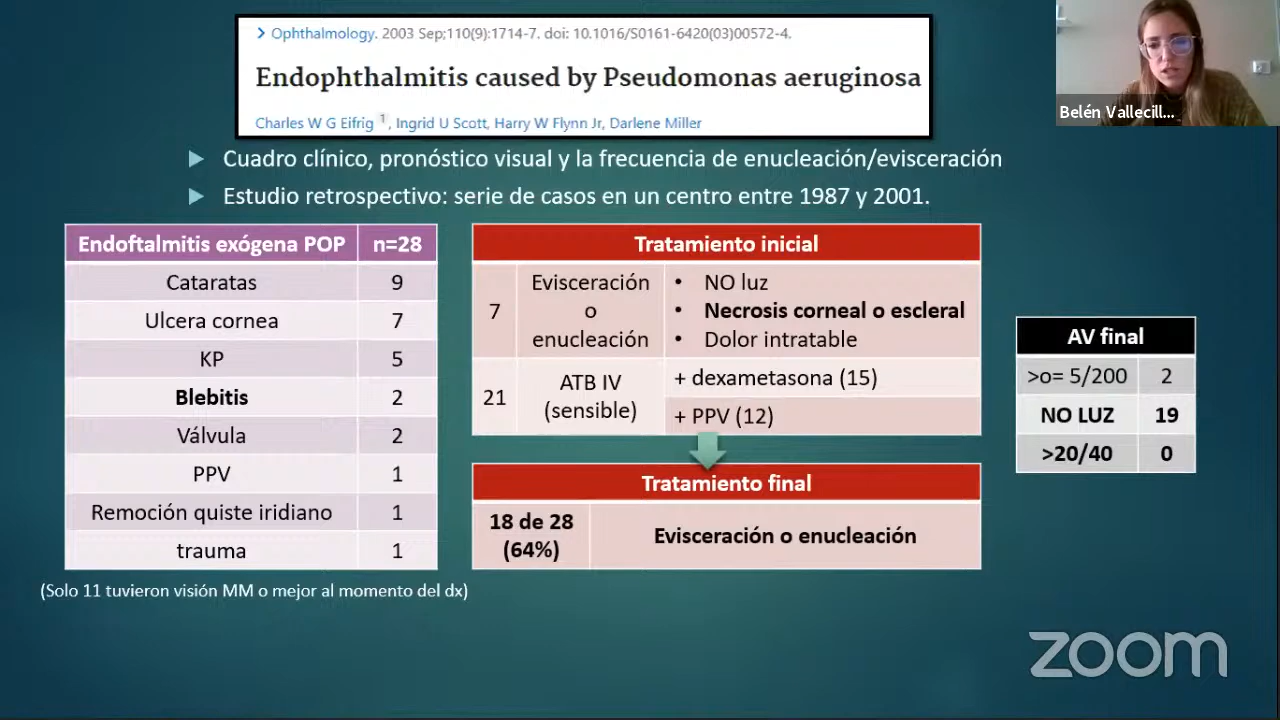 > Ophthalmology. 2003 Sep;110(9):1714-7. doi: 10.1016/S0161-6420(03)00572-4.
Endophthalmitis caused by Pseudomonas aeruginosa
Charles W G Eifrig 1, Ingrid U Scott, Harry W Flynn Jr, Darlene Miller
Belén Vallecill...
Cuadro clínico, pronóstico visual y la frecuencia de enucleación/evisceración
Estudio retrospectivo: serie de casos en un centro entre 1987 y 2001.
Endoftalmitis exógena POP n=28
Cataratas 9
Ulcera cornea 7
KP 5
Blebitis 2
Válvula 2
PPV 1
Remoción quiste iridiano 1
trauma 1
(Solo 11 tuvieron visión MM o mejor al momento del dx)
Tratamiento inicial
7
Evisceración
o
enucleación
• NO luz
• Necrosis corneal o escleral
• Dolor intratable
21
ATB IV
(sensible)
+ dexametasona (15)
+ PPV (12)
Tratamiento final
18 de 28
(64%)
Evisceración o enucleación
AV final
>o= 5/200 2
NO LUZ 19
>20/40 0
zoom